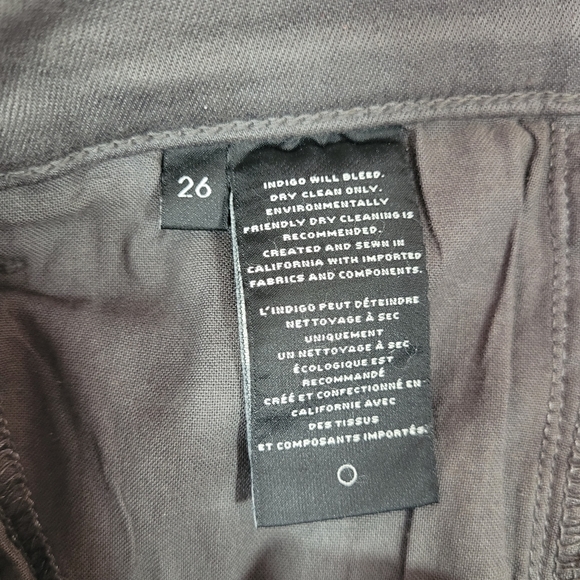 26
INDIGO WILL BLEED.
DRY CLEAN ONLY.
ENVIRONMENTALLY
FRIENDLY DRY CLEANING IS
RECOMMENDED.
CREATED AND SEWN IN
CALIFORNIA WITH IMPORTED
FABRICS AND COMPONENTS.
L'INDIGO PEUT DÉTEINDRE
NETTOYAGE À SEC
UNIQUEMENT
UN NETTOYAGE À SEC
ÉCOLOGIQUE EST
RECOMMANDÉ
CRÉÉ ET CONFECTIONNÉ EN
CALIFORNIE AVEC
DES TISSUS
ET COMPOSANTS IMPORTÉS.